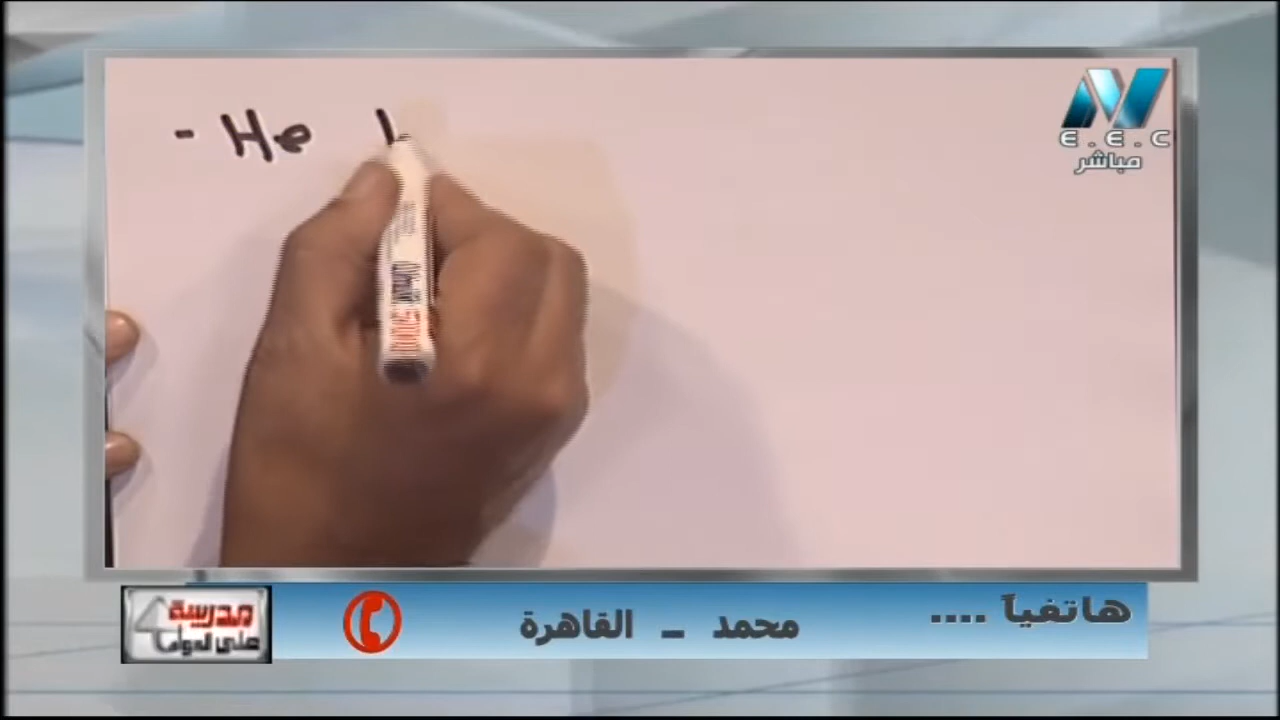 - He
E.E.C
مباشر
هاتفياً ....
محمد - القاهرة
مدرسة
على الهواء